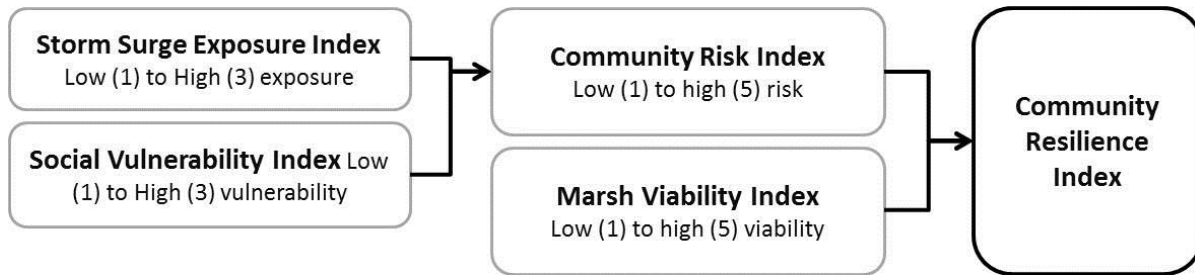 Storm Surge Exposure Index
Low (1) to High (3) exposure
Social Vulnerability Index Low
(1) to High (3) vulnerability
Community Risk Index
Low (1) to high (5) risk
Marsh Viability Index
Low (1) to high (5) viability
Community
Resilience
Index